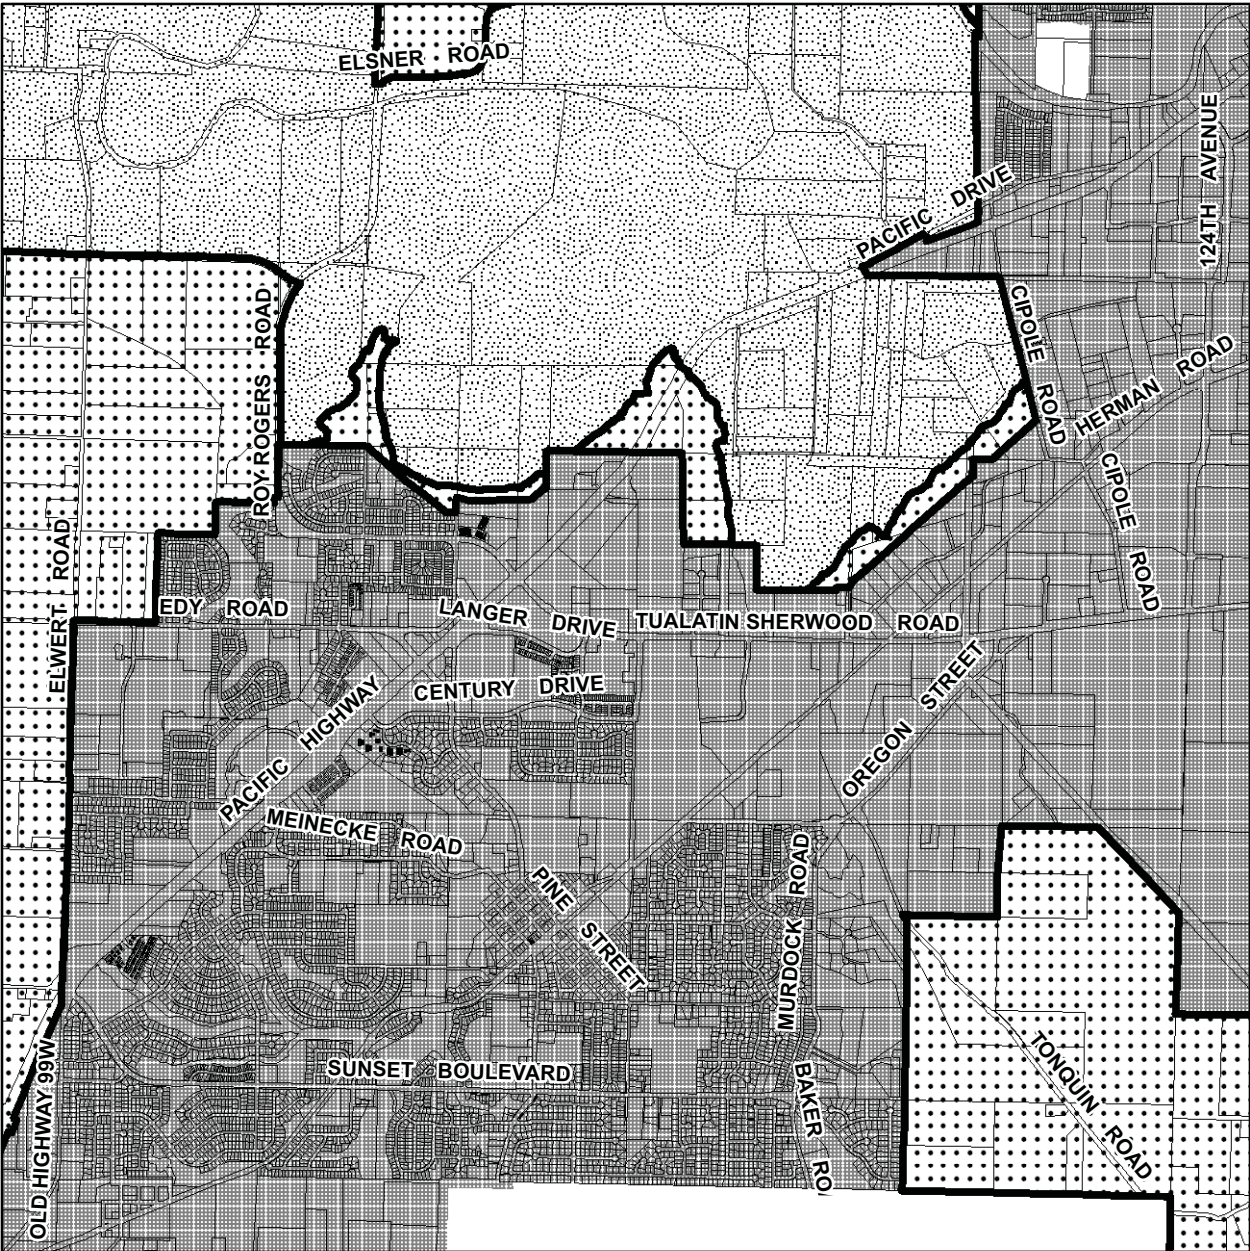 ELSNER ROAD
124TH AVENUE
PACIFIC DRIVE
CIPOLE ROAD
ROY ROGERS ROAD
HERMAN ROAD
CIPOLE ROAD
ELWERT ROAD
EDY ROAD
LANGER DRIVE
TUALATIN SHERWOOD ROAD
CENTURY DRIVE
OREGON STREET
PACIFIC HIGHWAY
MEINECKE ROAD
PINE STREET
MURDOCK ROAD
SUNSET BOULEVARD
OLD HIGHWAY 99W
BAKER RO
TONQUIN ROAD